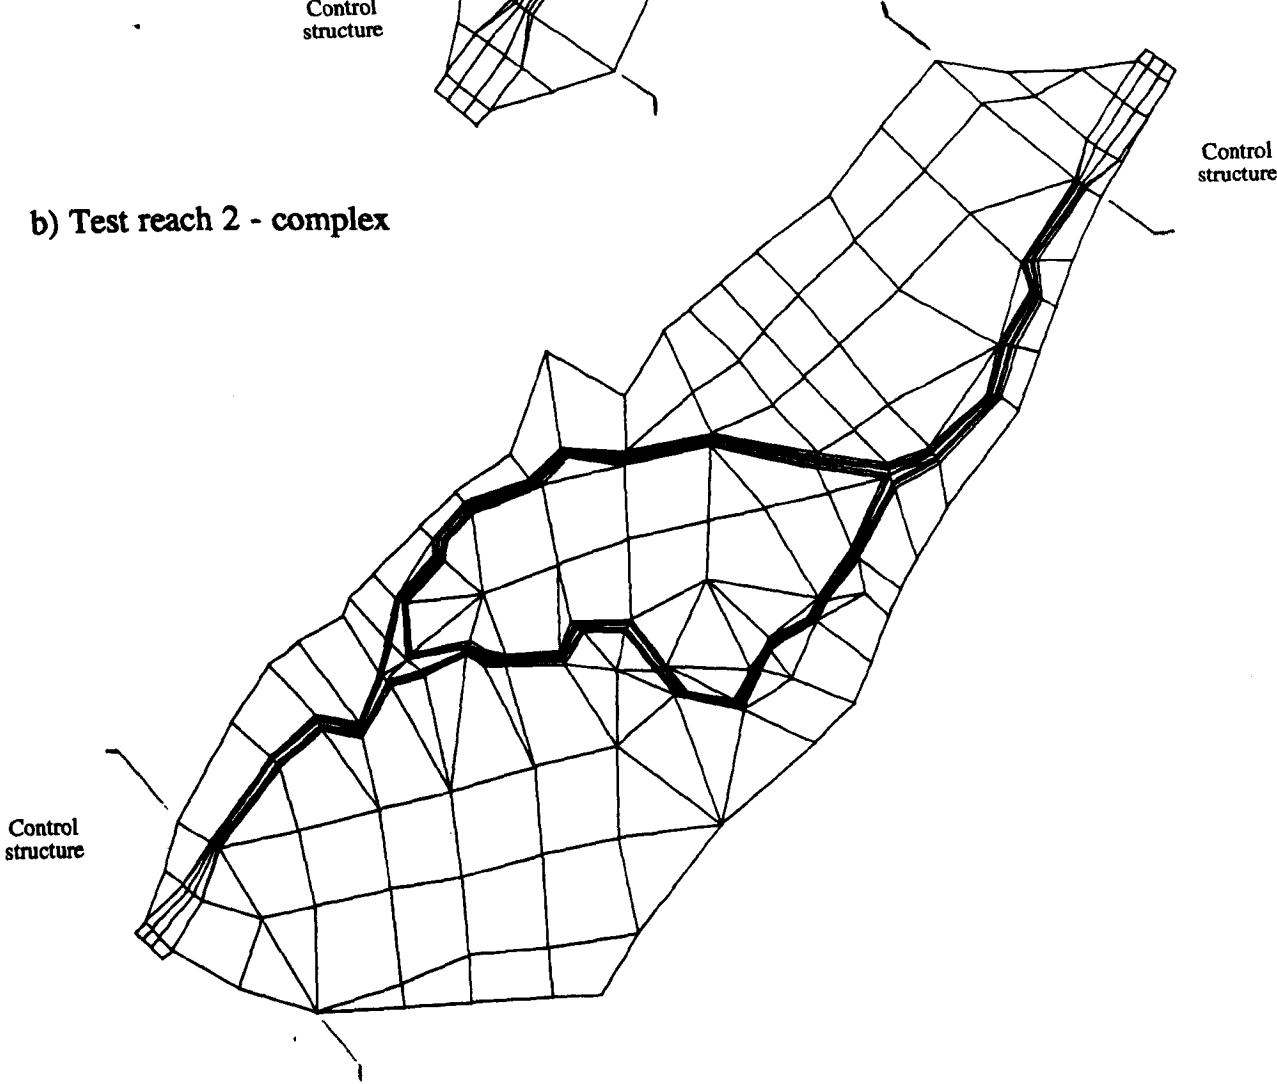 Control
structure
Control
structure
b) Test reach 2 - complex
Control
structure